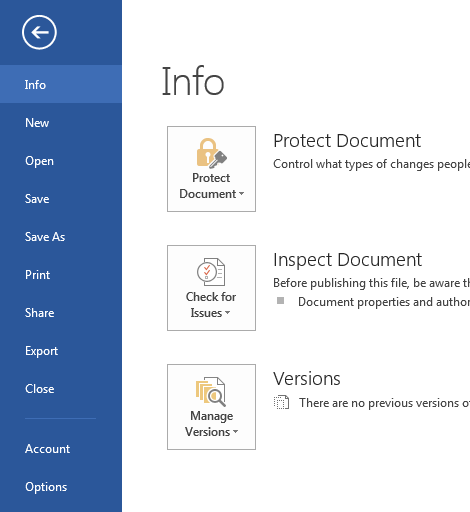 Info
New
Open
Save
Save As
Print
Share
Export
Close
Account
Options
Info
Protect
Document
Protect Document
Control what types of changes people
Check for
Issues
Inspect Document
Before publishing this file, be aware th
Document properties and author
Manage
Versions
Versions
There are no previous versions of